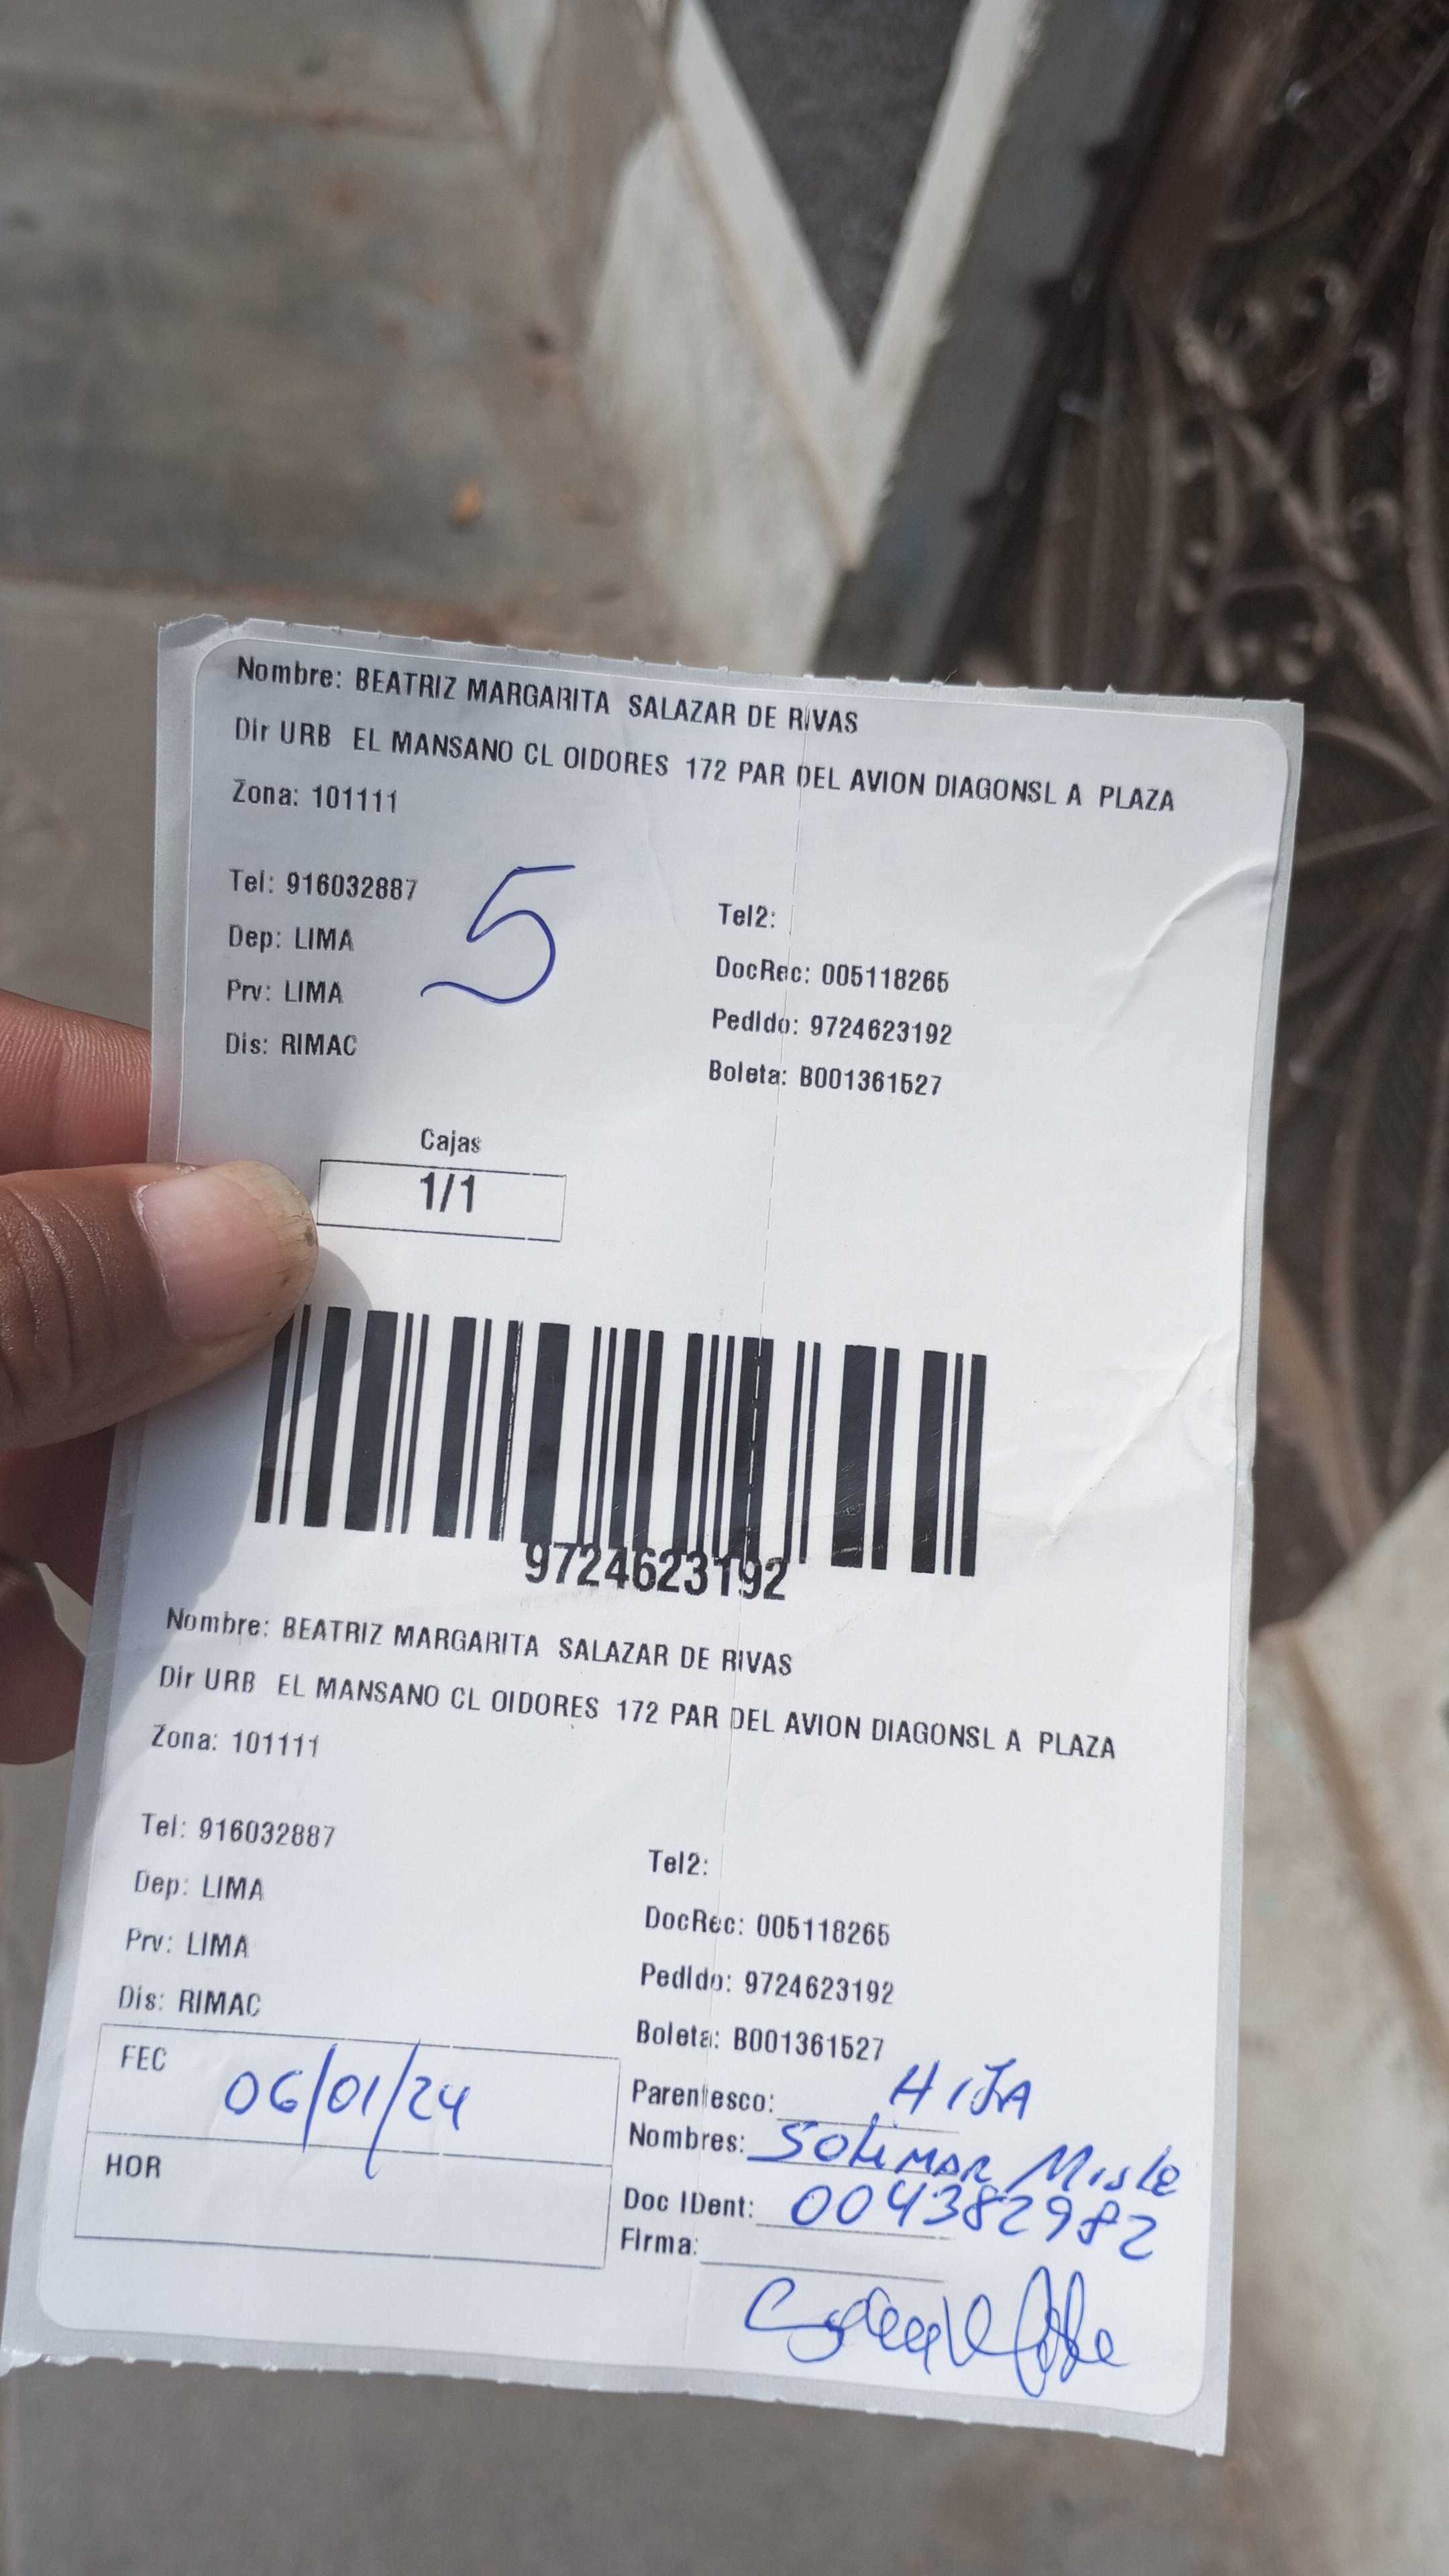 Nombre: BEATRIZ MARGARITA SALAZAR DE RIVAS
Dir URB EL MANSANO CL OIDORES 172 PAR DEL AVION DIAGONSL A PLAZA
Zona: 101111
Tel: 916032887
5
Tel2:
Dep: LIMA
DocRec: 005118265
Prv: LIMA
Pedido: 9724623192
Dis: RIMAC
Boleta: B001361527
Cajas
1/1
9724623192
Nombre: BEATRIZ MARGARITA SALAZAR DE RIVAS
Dir URB EL MANSANO CL OIDORES 172 PAR DEL AVION DIAGONSL A PLAZA
Zona: 101111
Tel: 916032887
Tel2:
Dep: LIMA
DocRec: 005118265
Prv: LIMA
Pedido: 9724623192
Dis: RIMAC
Boleta: B001361527
FEC 06/01/24
HOR
Parentesco: HIJA
Nombres: SOLIMAR Misle
Doc IDent: 004382982
Firma: